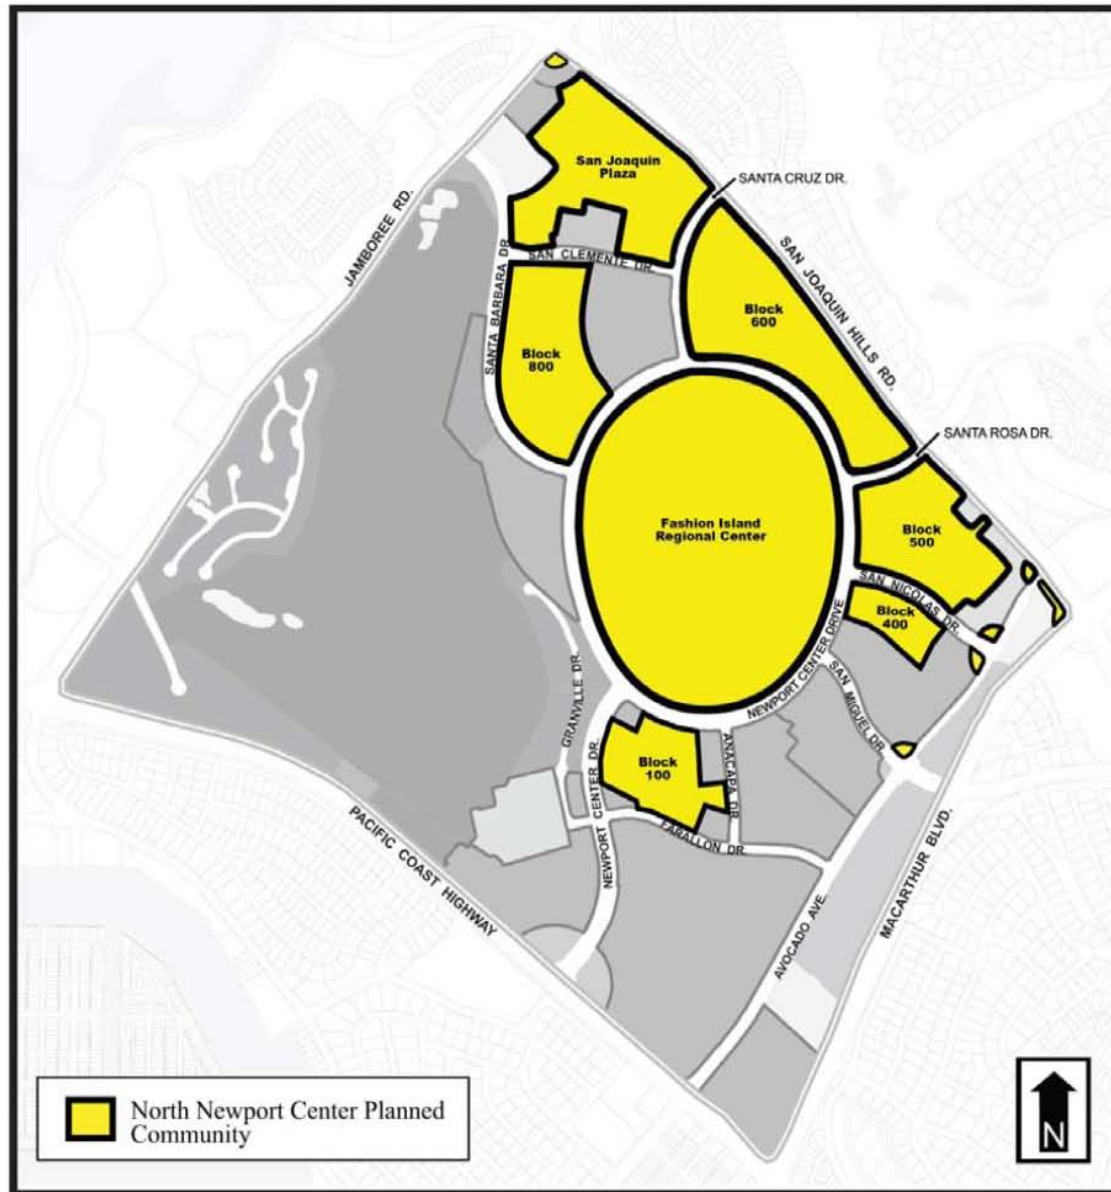 San Joaquin
Plaza
SANTA CRUZ DR.
JAMBOREE RD.
SAN JOAQUIN HILLS RD.
SAN CLEMENTE DR.
SANTA BARBARA DR
Block
600
Block
800
SANTA ROSA DR.
Fashion Island
Regional Center
Block
500
SAN NICOLAS DR.
Block
400
NEWPORT CENTER DRIVE
SAN MIGUEL DR.
GRANVILLE DR.
NEWPORT CENTER DR.
Block
100
ANACAPA DR
FARALLON DR.
PACIFIC COAST HIGHWAY
AVOCADO AVE.
MACARTHUR BLVD.
North Newport Center Planned
Community
N